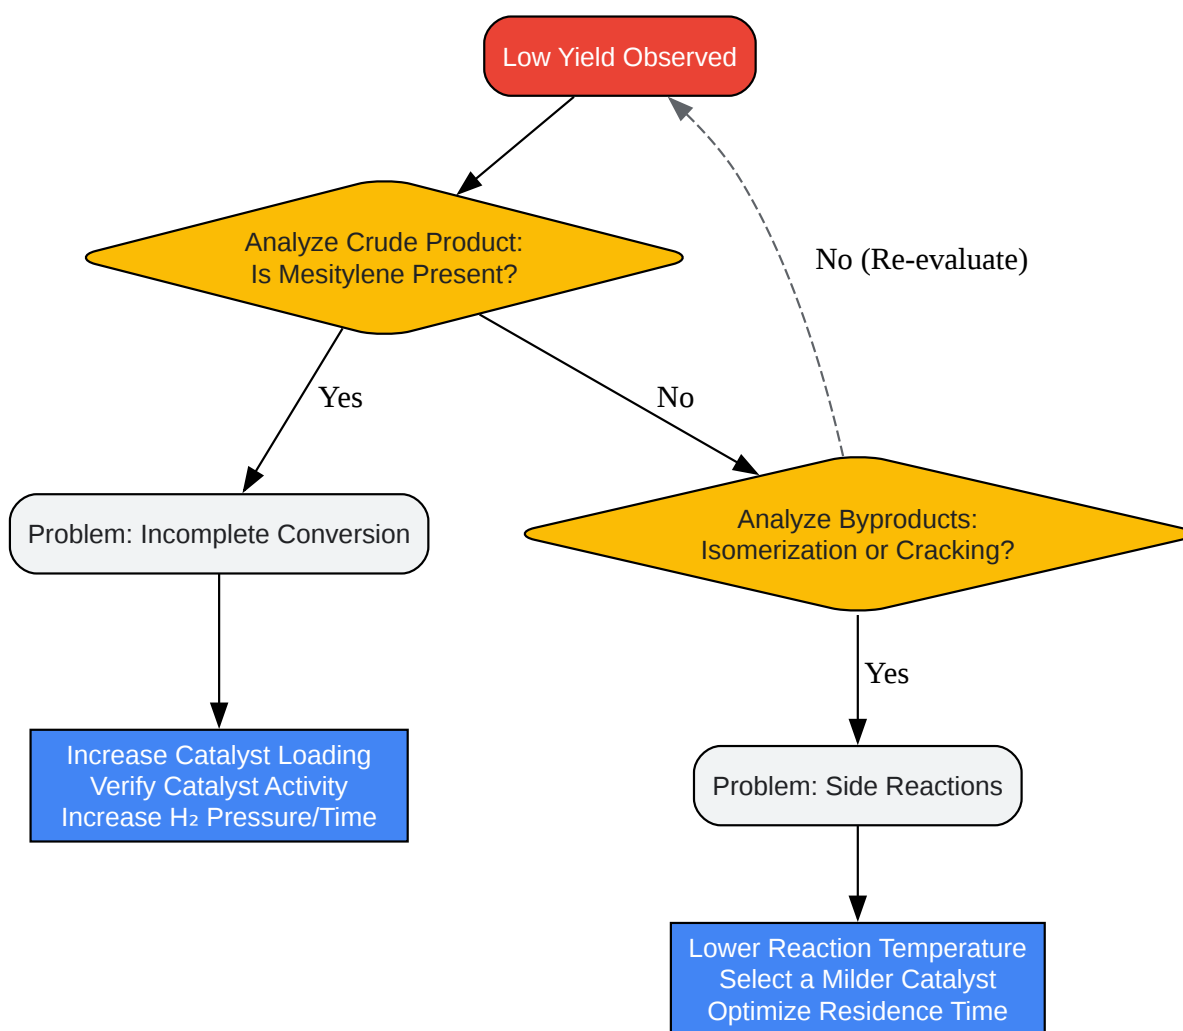 Low Yield Observed
Analyze Crude Product:
Is Mesitylene Present?
No (Re-evaluate)
Yes
No
Problem: Incomplete Conversion
Analyze Byproducts:
Isomerization or Cracking?
Yes
Increase Catalyst Loading
Verify Catalyst Activity
Increase H₂ Pressure/Time
Problem: Side Reactions
Lower Reaction Temperature
Select a Milder Catalyst
Optimize Residence Time